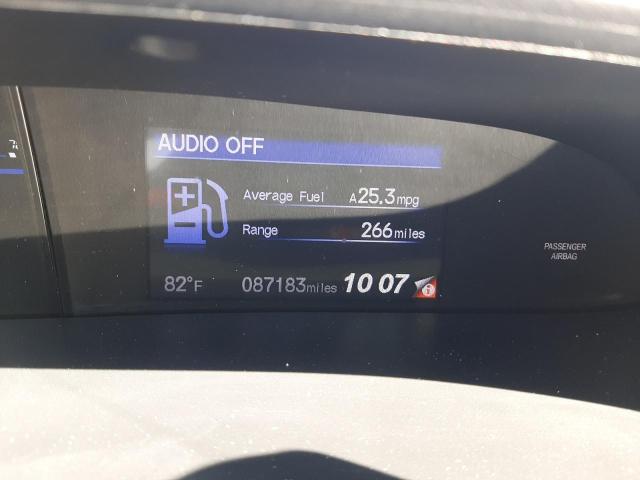 AUDIO OFF
Average Fuel A25.3mpg
Range 266miles
82°F 087183miles 10 07 i
PASSENGER
AIRBAG